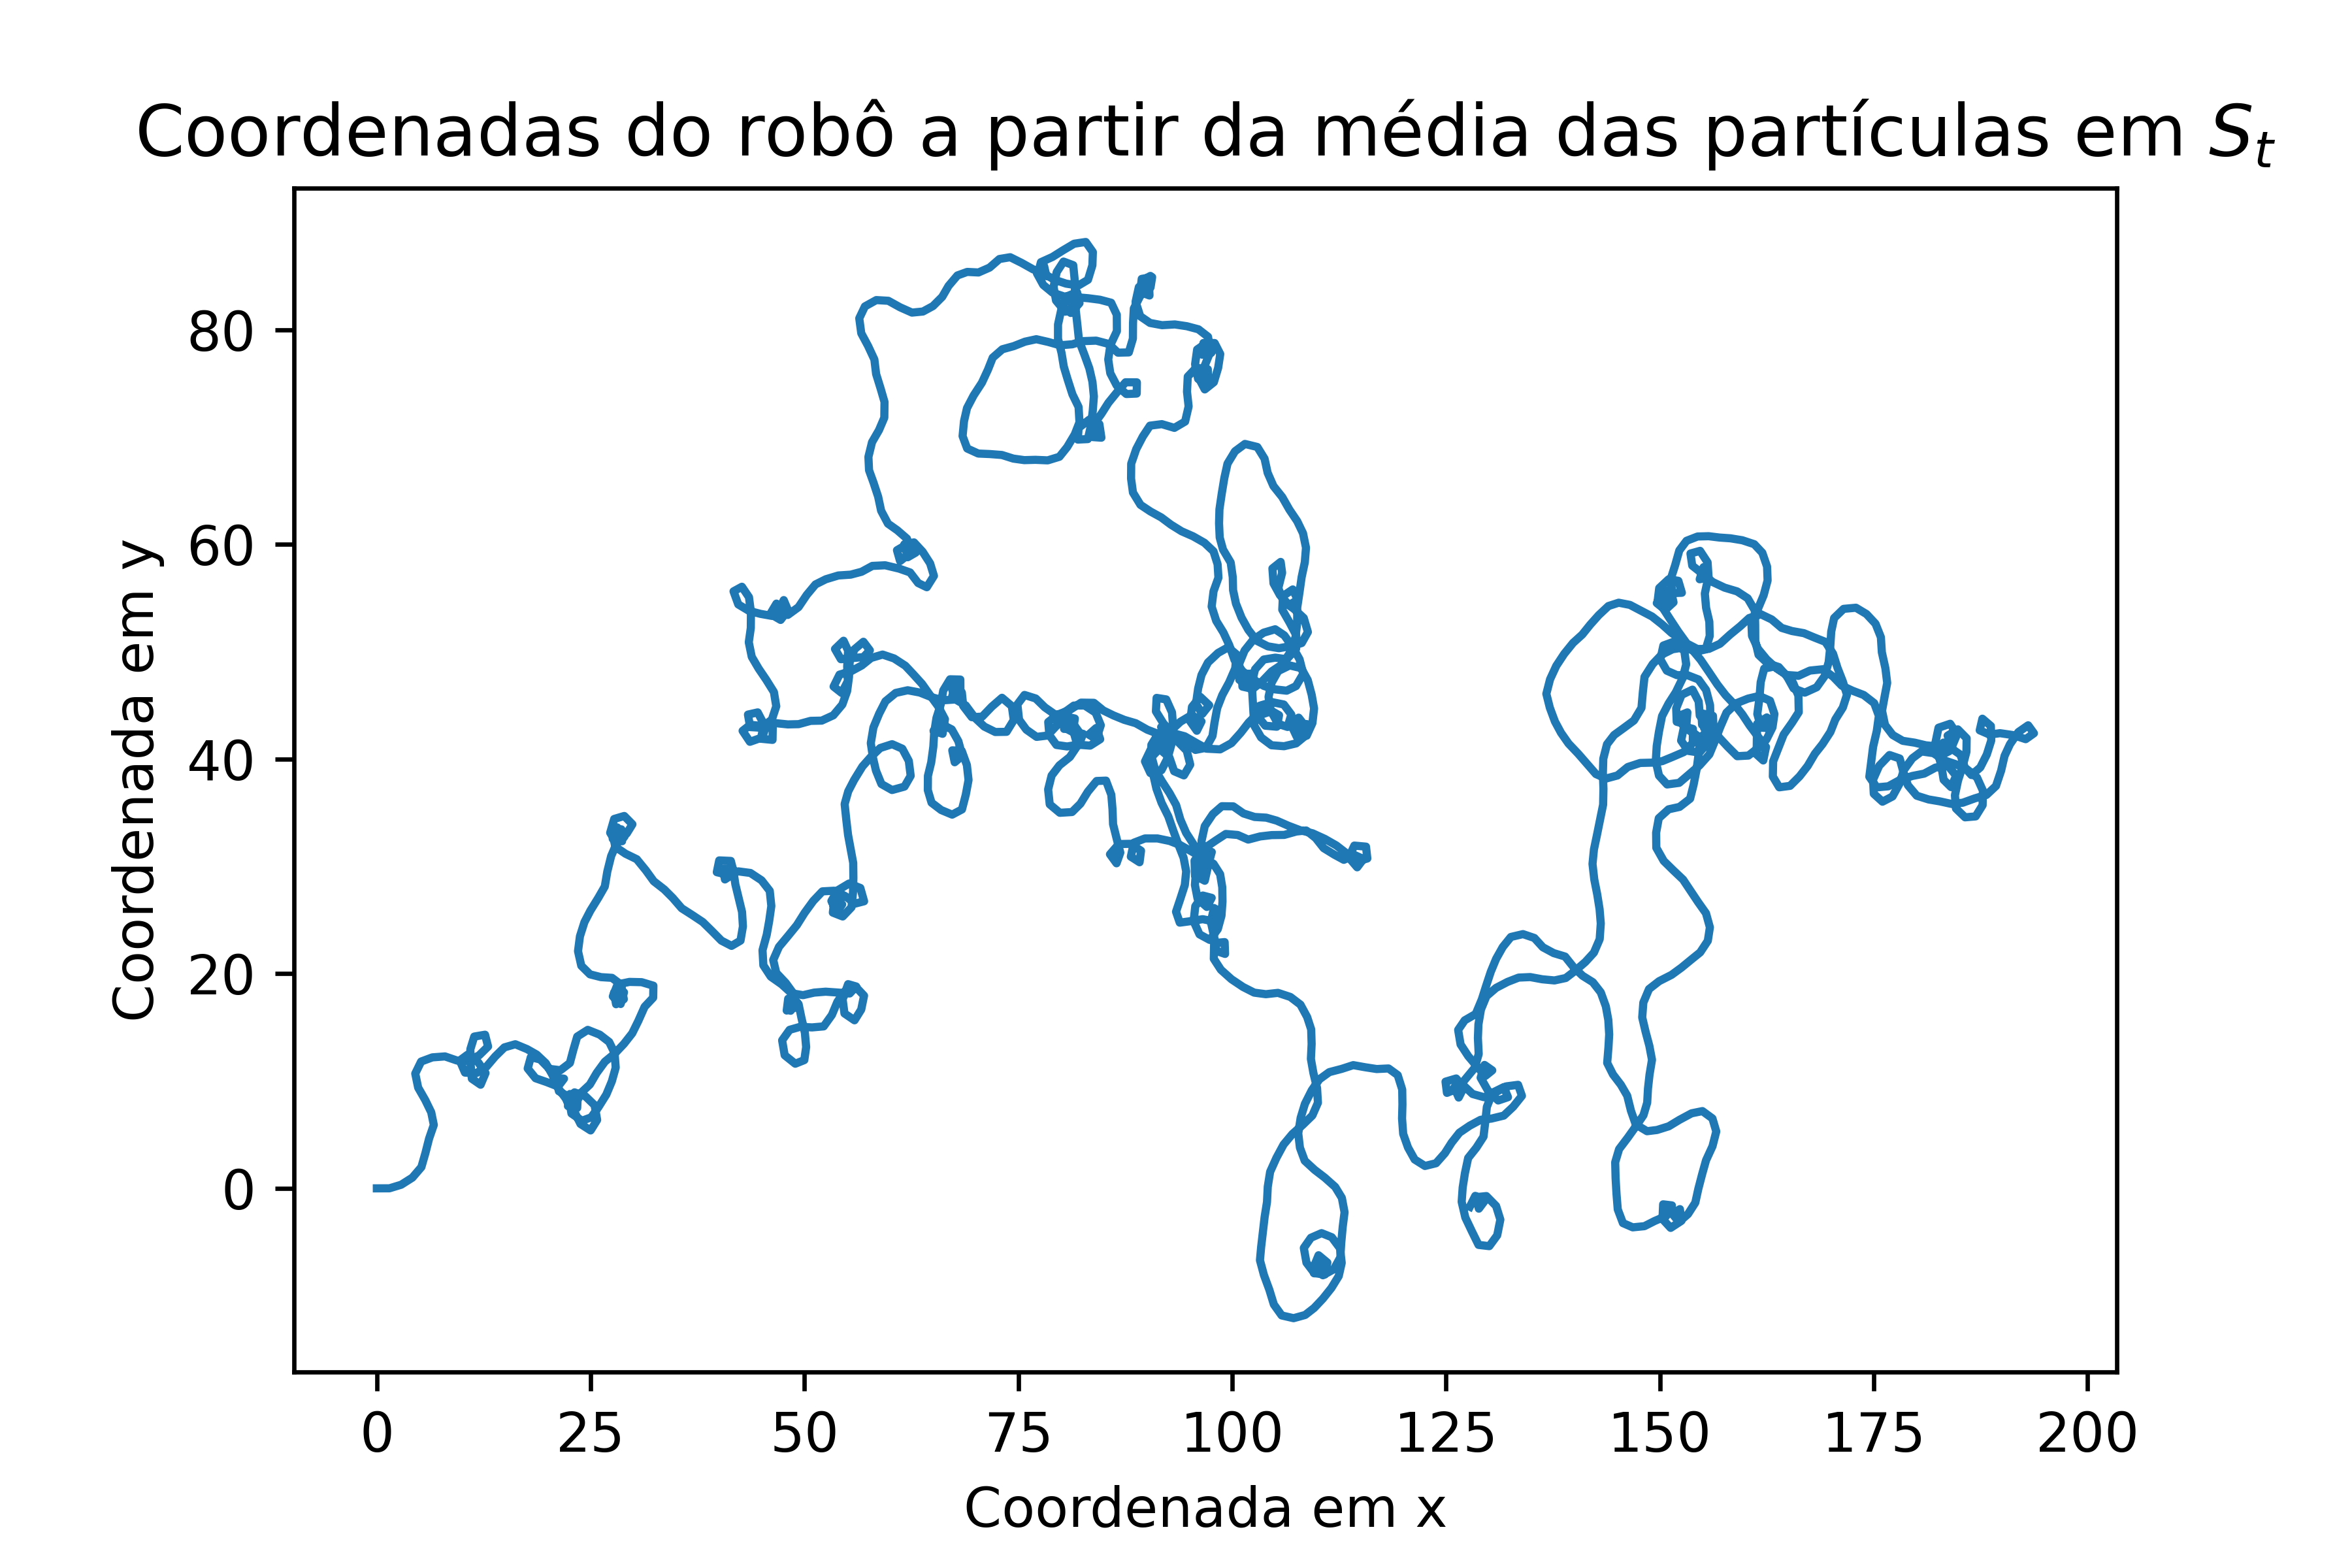 Coordenadas do robô a partir da média das partículas em Sₜ
Coordenada em y
80
60
40
20
0
0 25 50 75 100 125 150 175 200
Coordenada em x